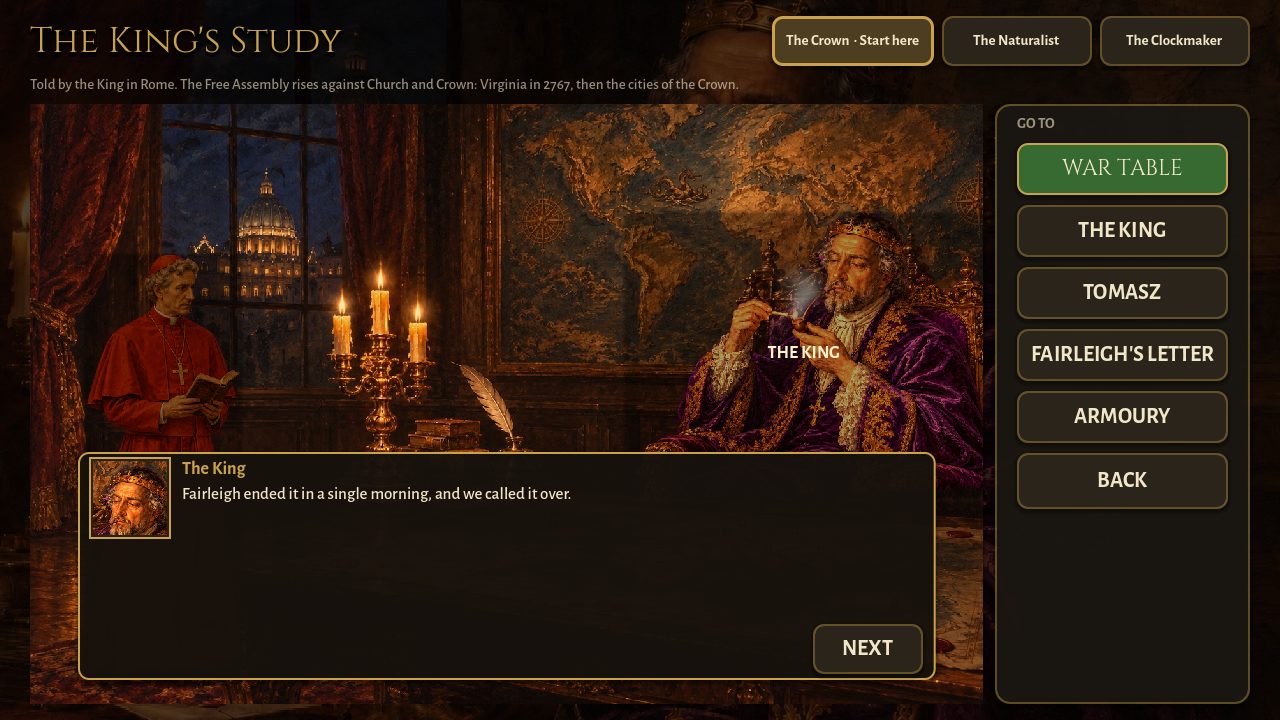 The King's Study
The Crown · Start here
The Naturalist
The Clockmaker
Told by the King in Rome. The Free Assembly rises against Church and Crown: Virginia in 2767, then the cities of the Crown.
GO TO
WAR TABLE
THE KING
TOMASZ
FAIRLEIGH'S LETTER
ARMOURY
BACK
THE KING
The King
Fairleigh ended it in a single morning, and we called it over.
NEXT